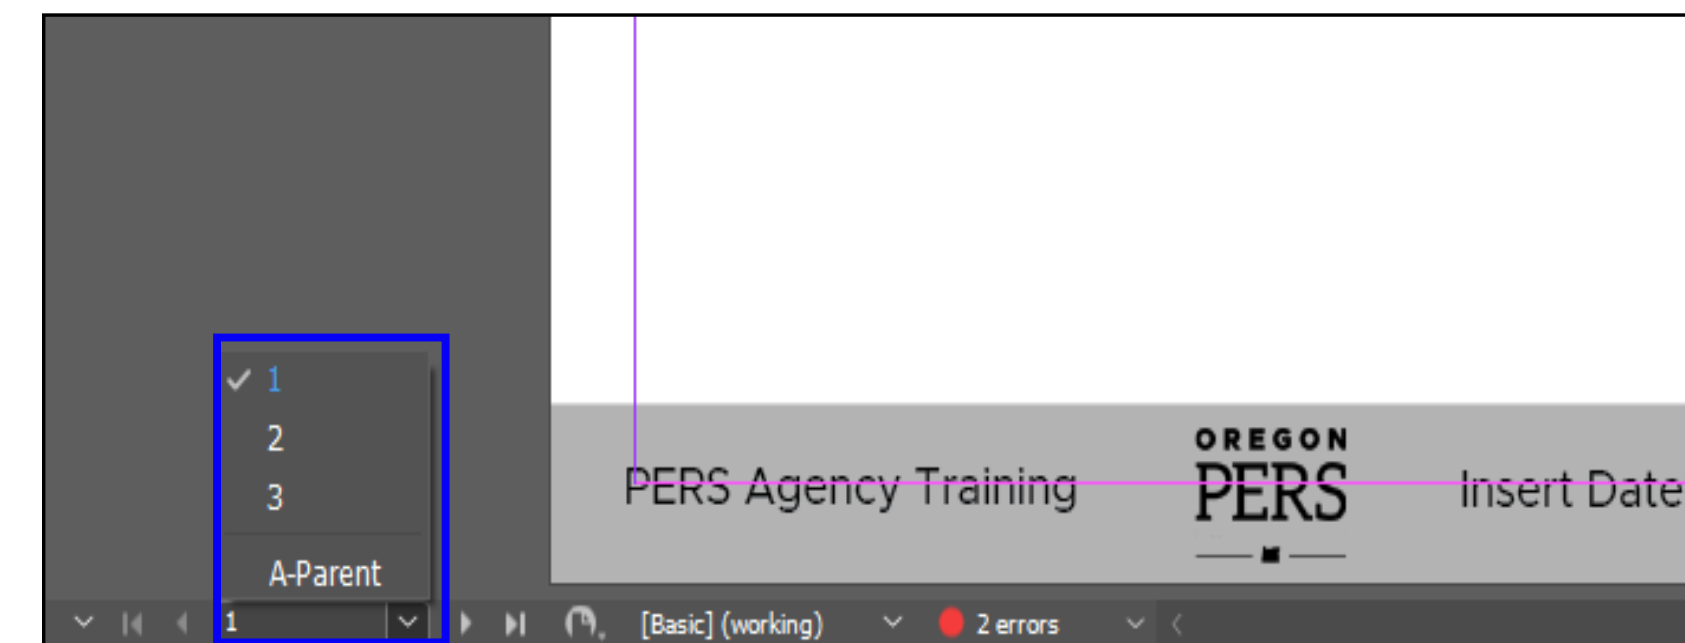 1
2
3
A-Parent
OREGON
PERS
PERS Agency Training
Insert Date
1
[Basic] (working)
2 errors